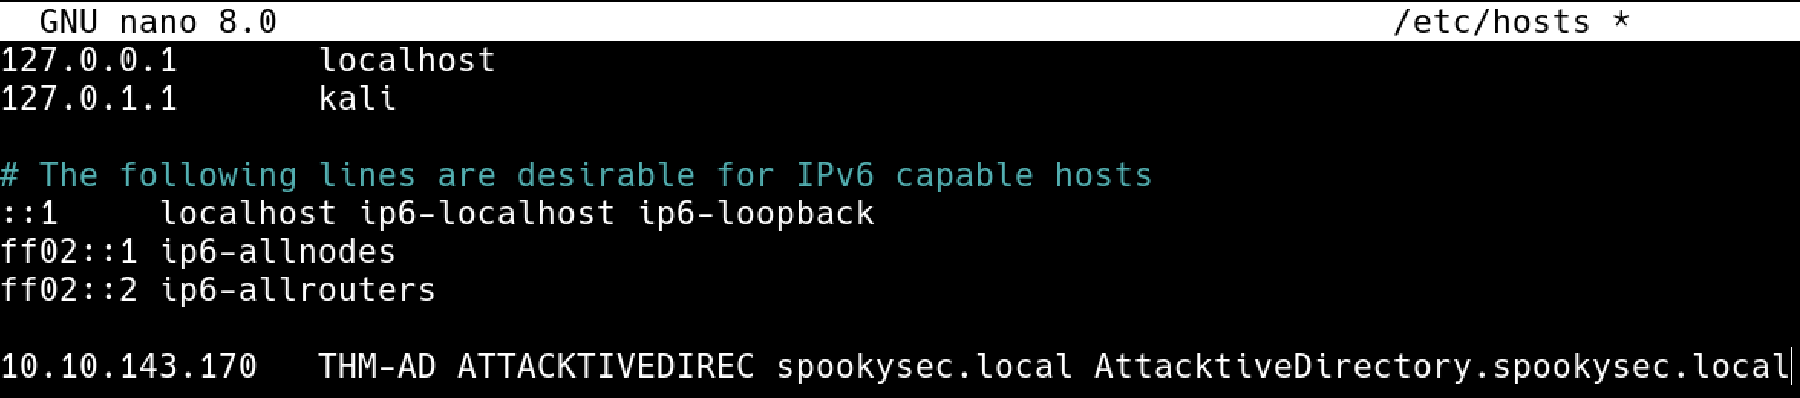 GNU nano 8.0 /etc/hosts *
127.0.0.1 localhost
127.0.1.1 kali
# The following lines are desirable for IPv6 capable hosts
::1 localhost ip6-localhost ip6-loopback
ff02::1 ip6-allnodes
ff02::2 ip6-allrouters
10.10.143.170 THM-AD ATTACKTIVEDIREC spookysec.local AttacktiveDirectory.spookysec.local